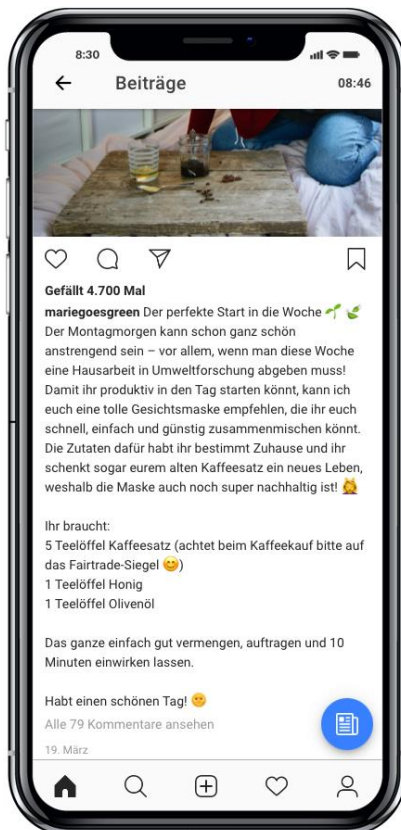 8:30
Beiträge 08:46
Gefällt 4.700 Mal
mariegoesgreen Der perfekte Start in die Woche 🌱 🍃
Der Montagmorgen kann schon ganz schön
anstrengend sein – vor allem, wenn man diese Woche
eine Hausarbeit in Umweltforschung abgeben muss!
Damit ihr produktiv in den Tag starten könnt, kann ich
euch eine tolle Gesichtsmaske empfehlen, die ihr euch
schnell, einfach und günstig zusammenmischen könnt.
Die Zutaten dafür habt ihr bestimmt Zuhause und ihr
schenkt sogar eurem alten Kaffeesatz ein neues Leben,
weshalb die Maske auch noch super nachhaltig ist! 💆
Ihr braucht:
5 Teelöffel Kaffeesatz (achtet beim Kaffeekauf bitte auf
das Fairtrade-Siegel 😊)
1 Teelöffel Honig
1 Teelöffel Olivenöl
Das ganze einfach gut vermengen, auftragen und 10
Minuten einwirken lassen.
Habt einen schönen Tag! 🌞
Alle 79 Kommentare ansehen
19. März